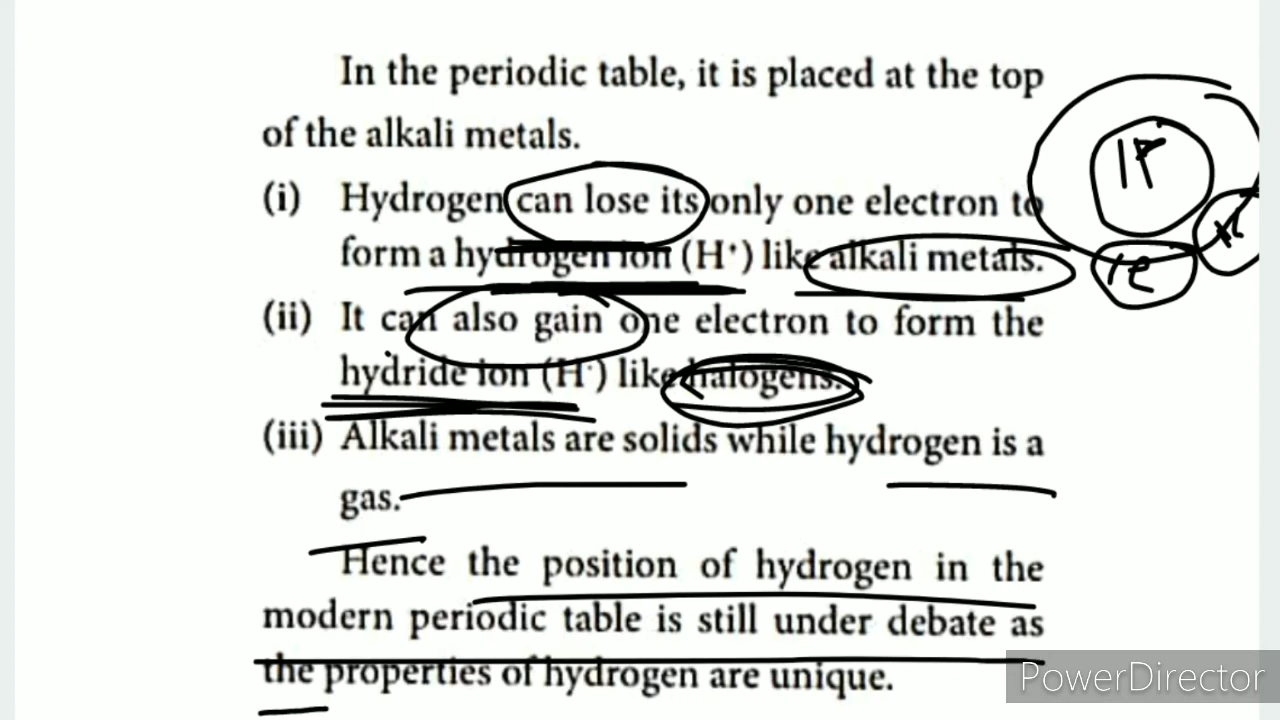 In the periodic table, it is placed at the top
of the alkali metals.
(i) Hydrogen can lose its only one electron to
form a hydrogen ion (H⁺) like alkali metals.
(ii) It can also gain one electron to form the
hydride ion (H⁻) like halogens.
(iii) Alkali metals are solids while hydrogen is a
gas.
Hence the position of hydrogen in the
modern periodic table is still under debate as
the properties of hydrogen are unique.
PowerDirector